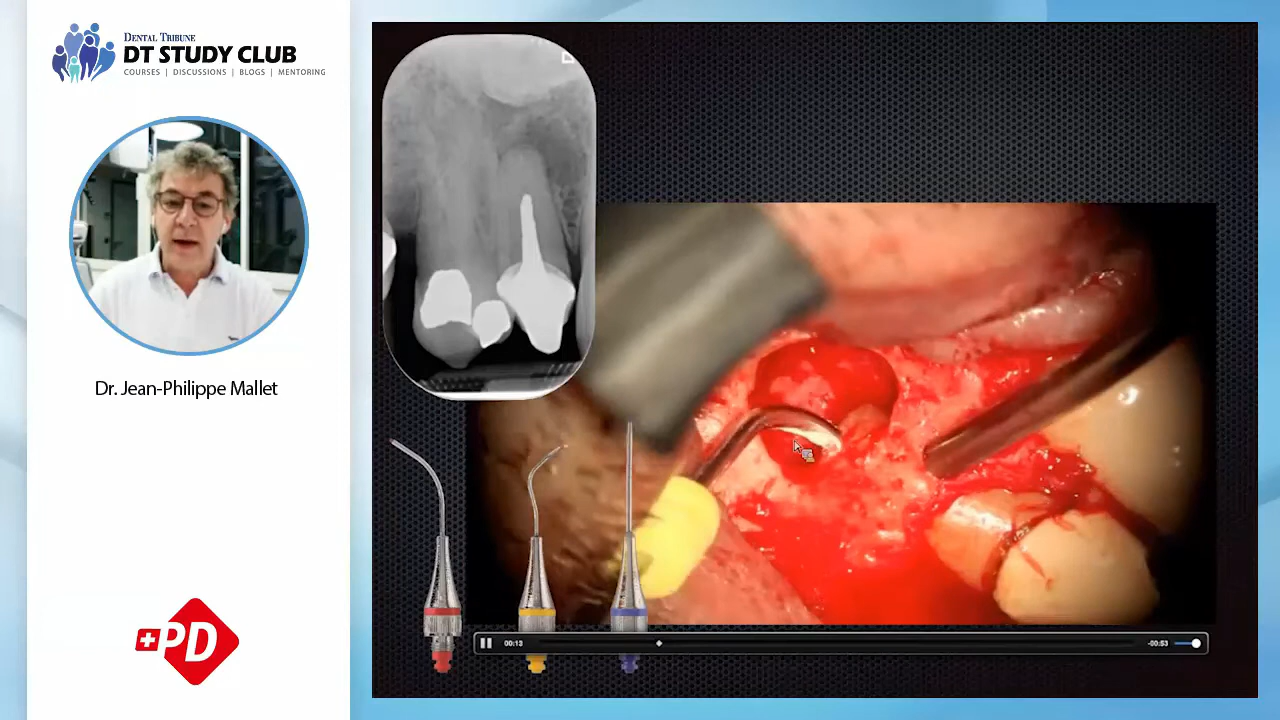 DENTAL TRIBUNE
DT STUDY CLUB
COURSES | DISCUSSIONS | BLOGS | MENTORING
Dr. Jean-Philippe Mallet
+PD
00:13
-00:53